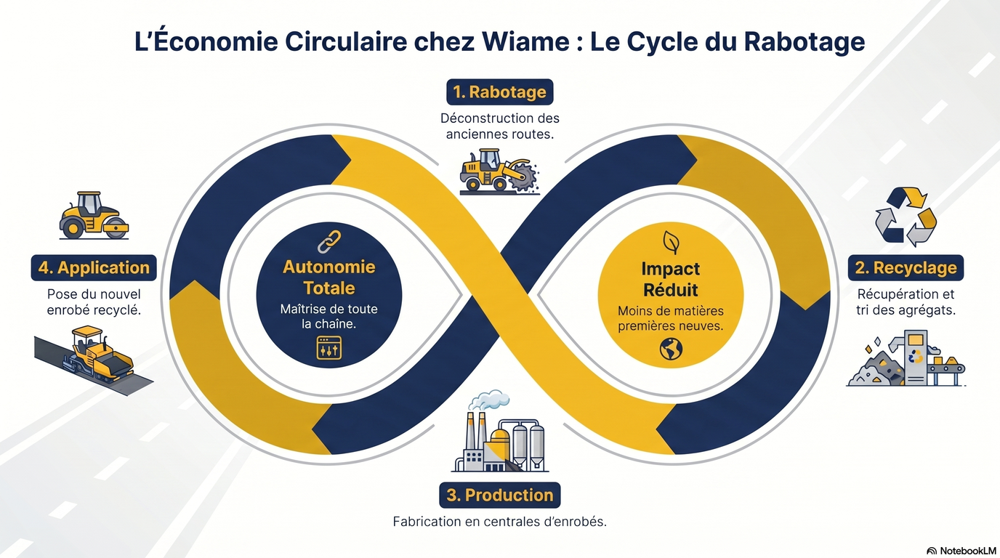 L’Économie Circulaire chez Wiame : Le Cycle du Rabotage
1. Rabotage
Déconstruction des
anciennes routes.
2. Recyclage
Récupération et
tri des agrégats.
3. Production
Fabrication en centrales d’enrobés.
4. Application
Pose du nouvel
enrobé recyclé.
Autonomie
Totale
Maîtrise de toute
la chaîne.
Impact
Réduit
Moins de matières
premières neuves.
NotebookLM